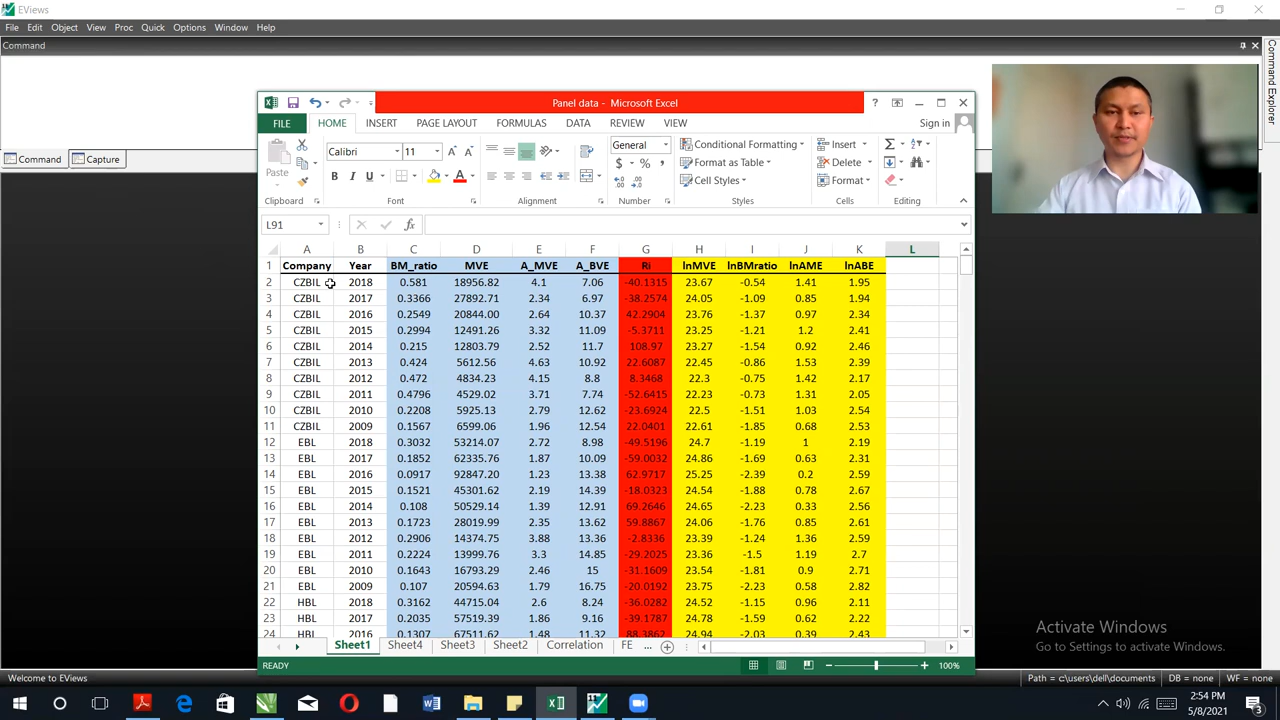 EViews
File Edit Object View Proc Quick Options Window Help
Command
Command Explorer
Command Capture
Panel data - Microsoft Excel
FILE HOME INSERT PAGE LAYOUT FORMULAS DATA REVIEW VIEW Sign in
Paste
Calibri 11
B I U
General
$ % ,
Conditional Formatting
Format as Table
Cell Styles
Insert
Delete
Format
Clipboard Font Alignment Number Styles Cells Editing
L91 fx
A B C D E F G H I J K L
1 Company Year BM_ratio MVE A_MVE A_BVE Ri lnMVE lnBMratio lnAME lnABE
2 CZBIL 2018 0.581 18956.82 4.1 7.06 -40.1315 23.67 -0.54 1.41 1.95
3 CZBIL 2017 0.3366 27892.71 2.34 6.97 -38.2574 24.05 -1.09 0.85 1.94
4 CZBIL 2016 0.2549 20844.00 2.64 10.37 42.2904 23.76 -1.37 0.97 2.34
5 CZBIL 2015 0.2994 12491.26 3.32 11.09 -5.3711 23.25 -1.21 1.2 2.41
6 CZBIL 2014 0.215 12803.79 2.52 11.7 108.97 23.27 -1.54 0.92 2.46
7 CZBIL 2013 0.424 5612.56 4.63 10.92 22.6087 22.45 -0.86 1.53 2.39
8 CZBIL 2012 0.472 4834.23 4.15 8.8 8.3468 22.3 -0.75 1.42 2.17
9 CZBIL 2011 0.4796 4529.02 3.71 7.74 -52.6415 22.23 -0.73 1.31 2.05
10 CZBIL 2010 0.2208 5925.13 2.79 12.62 -23.6924 22.5 -1.51 1.03 2.54
11 CZBIL 2009 0.1567 6599.06 1.96 12.54 22.0401 22.61 -1.85 0.68 2.53
12 EBL 2018 0.3032 53214.07 2.72 8.98 -49.5196 24.7 -1.19 1 2.19
13 EBL 2017 0.1852 62335.76 1.87 10.09 -59.0032 24.86 -1.69 0.63 2.31
14 EBL 2016 0.0917 92847.20 1.23 13.38 62.9717 25.25 -2.39 0.2 2.59
15 EBL 2015 0.1521 45301.62 2.19 14.39 -18.0323 24.54 -1.88 0.78 2.67
16 EBL 2014 0.108 50529.14 1.39 12.91 69.2646 24.65 -2.23 0.33 2.56
17 EBL 2013 0.1723 28019.99 2.35 13.62 59.8867 24.06 -1.76 0.85 2.61
18 EBL 2012 0.2906 14374.75 3.88 13.36 -2.8336 23.39 -1.24 1.36 2.59
19 EBL 2011 0.2224 13999.76 3.3 14.85 -29.2025 23.36 -1.5 1.19 2.7
20 EBL 2010 0.1643 16793.29 2.46 15 -31.1609 23.54 -1.81 0.9 2.71
21 EBL 2009 0.107 20594.63 1.79 16.75 -20.0192 23.75 -2.23 0.58 2.82
22 HBL 2018 0.3162 44715.04 2.6 8.24 -36.0282 24.52 -1.15 0.96 2.11
23 HBL 2017 0.2035 57519.39 1.86 9.16 -39.1787 24.78 -1.59 0.62 2.22
24 HBL 2016 0.1307 67511.62 1.48 11.32 88.3862 24.94 -2.03 0.39 2.43
Sheet1 Sheet4 Sheet3 Sheet2 Correlation FE ...
READY 100%
Activate Windows
Go to Settings to activate Windows.
Welcome to EViews Path = c:\users\dell\documents DB = none WF = none
2:54 PM
5/8/2021
3